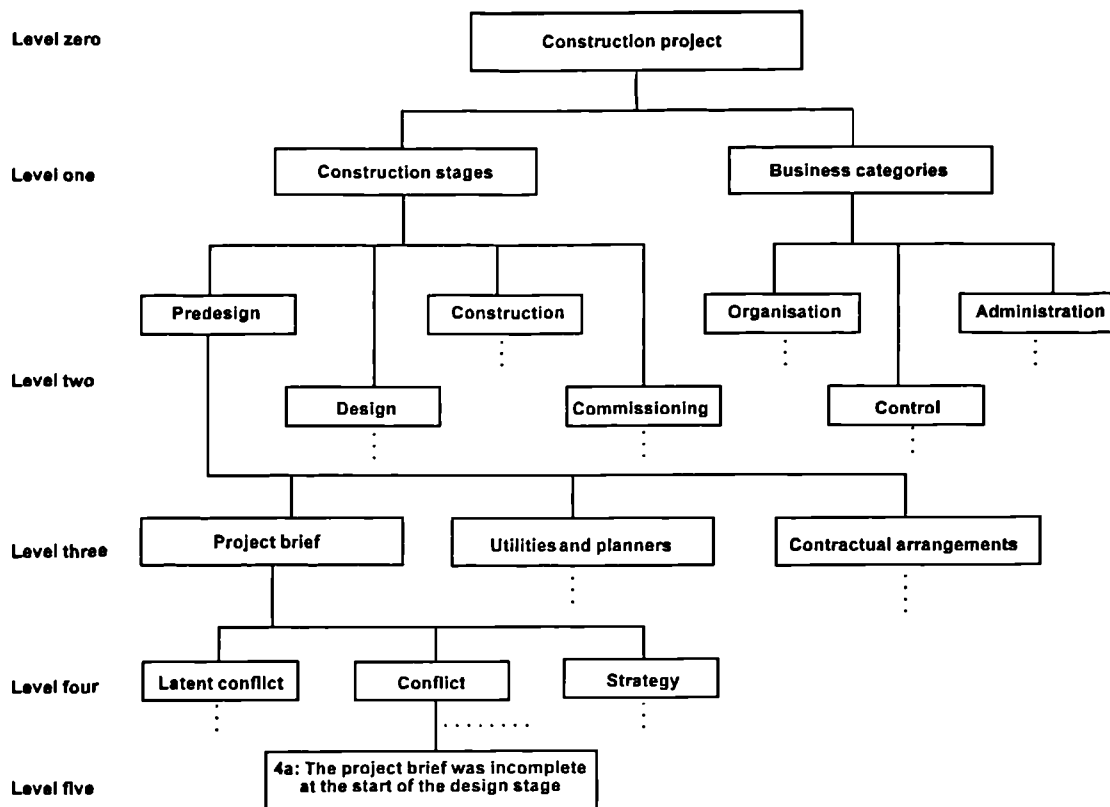 Level zero
Construction project
Level one
Construction stages
Business categories
Predesign
Construction
Organisation
Administration
Level two
Design
Commissioning
Control
Level three
Project brief
Utilities and planners
Contractual arrangements
Level four
Latent conflict
Conflict
Strategy
Level five
4a: The project brief was incomplete
at the start of the design stage